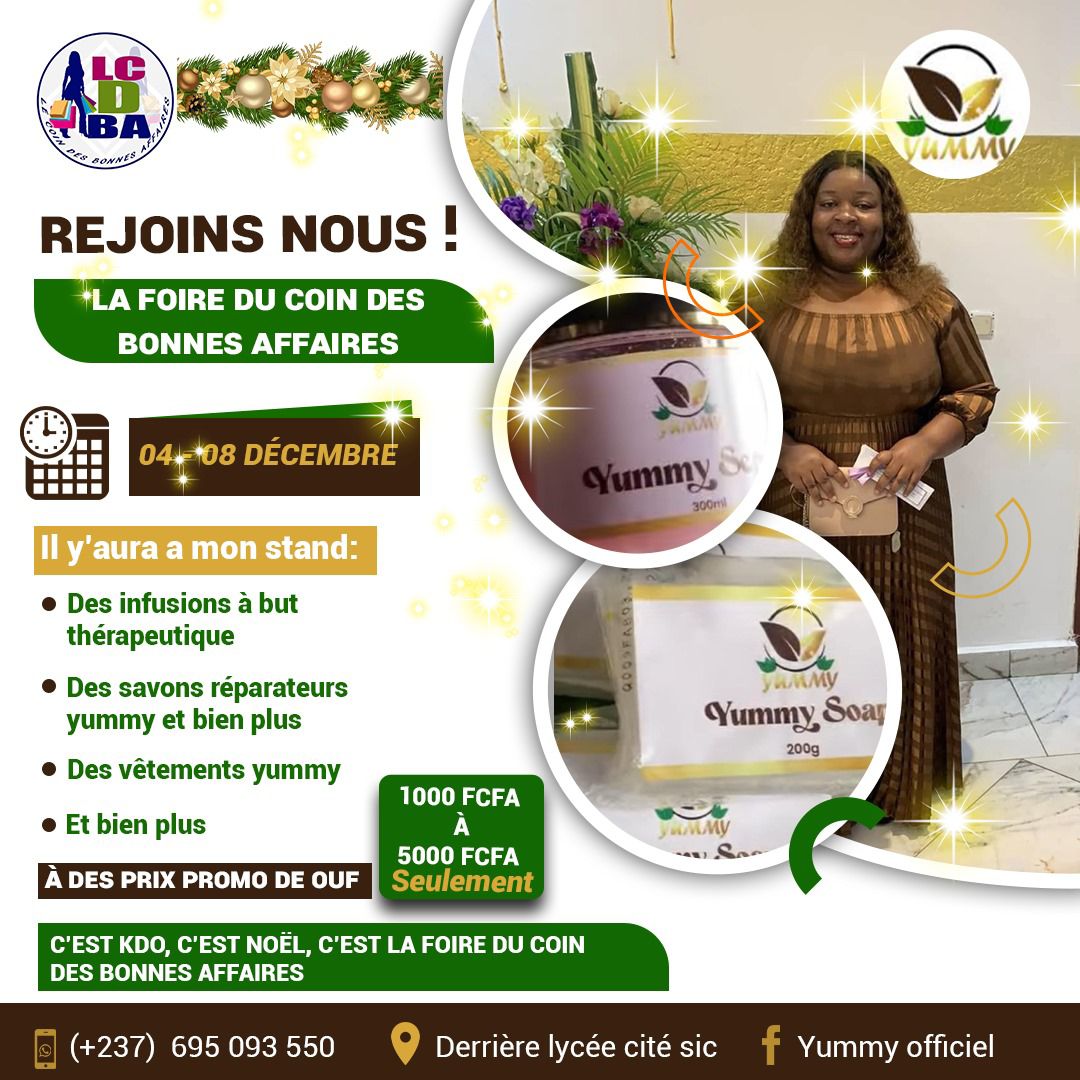 LC
D
BA
LE COIN DES BONNES AFFAIRES
YUMMY
REJOINS NOUS !
LA FOIRE DU COIN DES
BONNES AFFAIRES
04 - 08 DÉCEMBRE
Il y'aura a mon stand:
• Des infusions à but
thérapeutique
• Des savons réparateurs
yummy et bien plus
• Des vêtements yummy
• Et bien plus
À DES PRIX PROMO DE OUF
1000 FCFA
À
5000 FCFA
Seulement
YUMMY
Yummy
300ml
YUMMY
Yummy Soap
200g
YUMMY
Yummy
C'EST KDO, C'EST NOËL, C'EST LA FOIRE DU COIN
DES BONNES AFFAIRES
(+237) 695 093 550
Derrière lycée cité sic
Yummy officiel